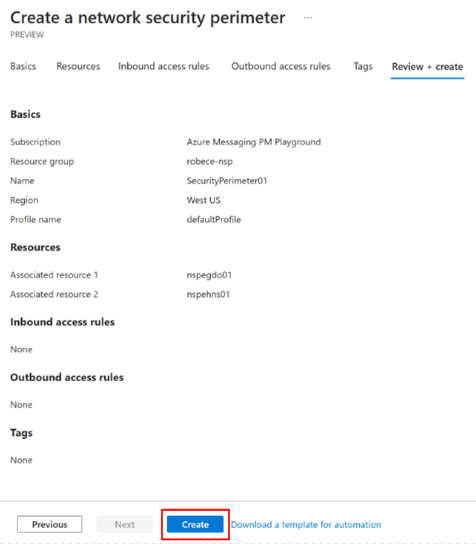 Create a network security perimeter ...
PREVIEW
Basics Resources Inbound access rules Outbound access rules Tags Review + create
Basics
Subscription Azure Messaging PM Playground
Resource group robece-nsp
Name SecurityPerimeter01
Region West US
Profile name defaultProfile
Resources
Associated resource 1 nspegdo01
Associated resource 2 nspehns01
Inbound access rules
None
Outbound access rules
None
Tags
None
Previous Next Create Download a template for automation